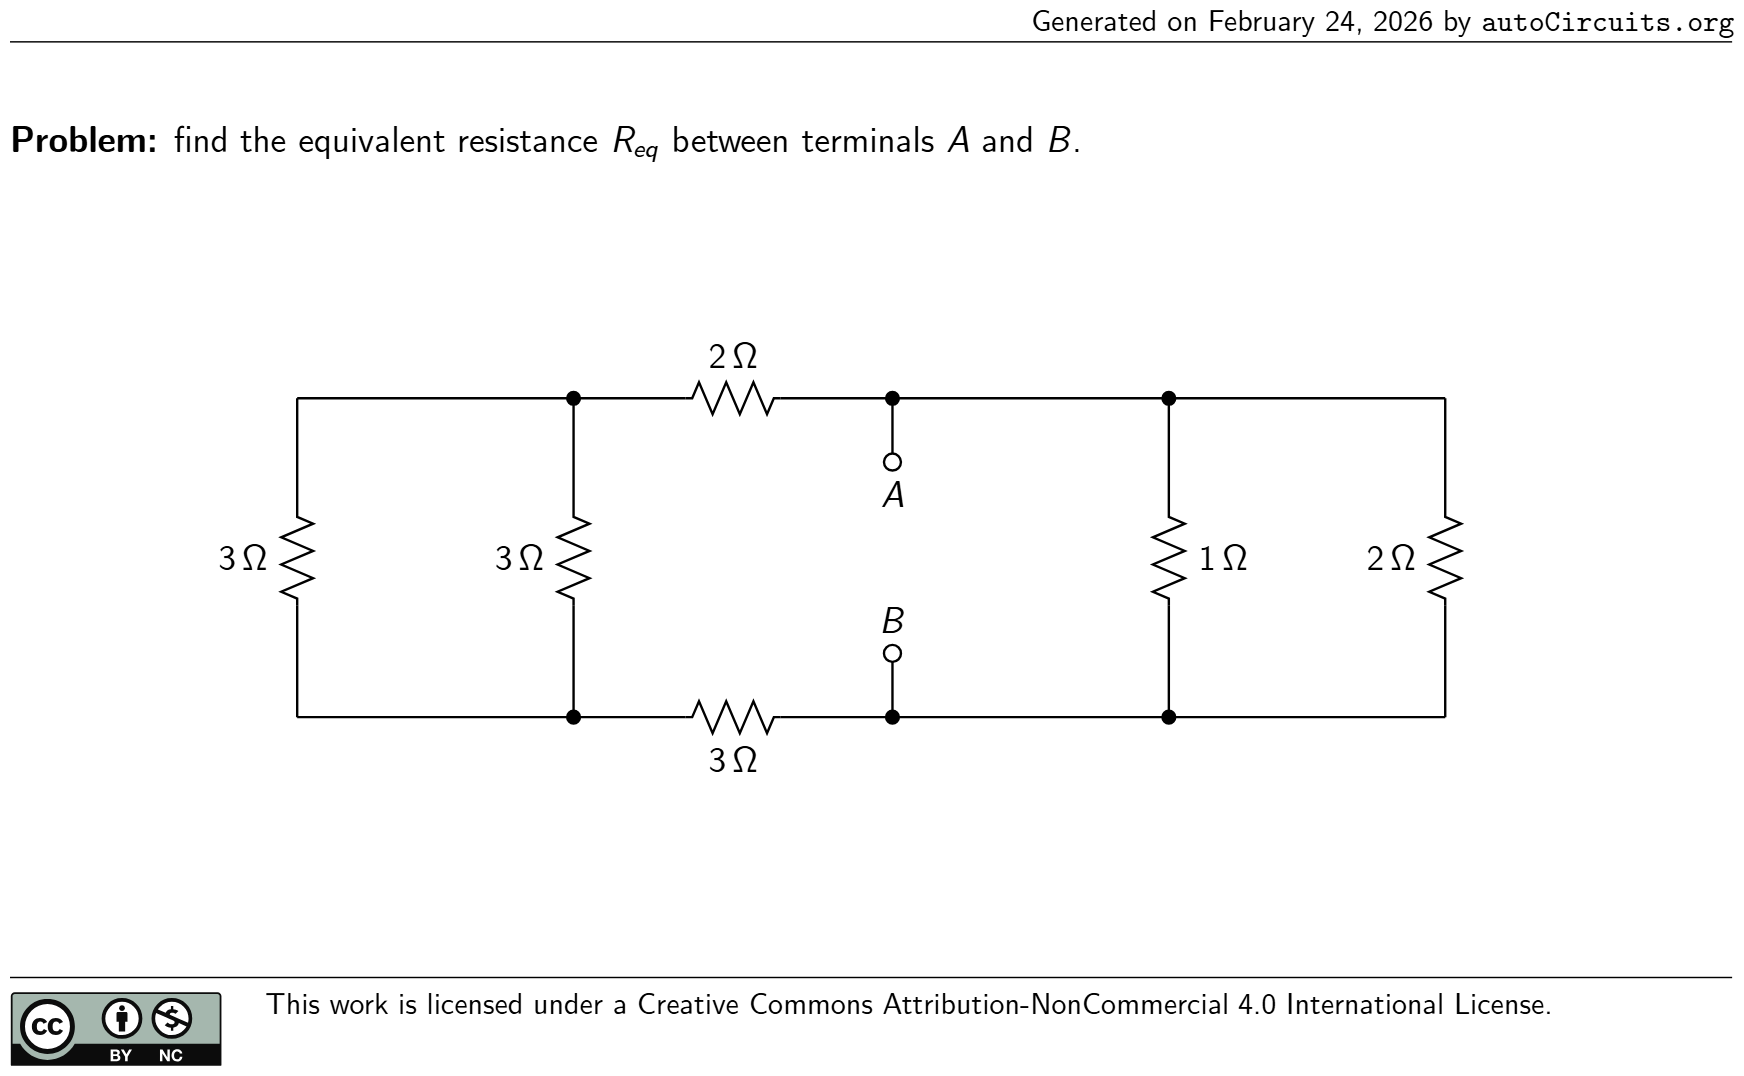 Generated on February 24, 2026 by autoCircuits.org
Problem: find the equivalent resistance Req between terminals A and B.
2 Ω
A
3 Ω
3 Ω
1 Ω
2 Ω
B
3 Ω
This work is licensed under a Creative Commons Attribution-NonCommercial 4.0 International License.
cc
BY NC